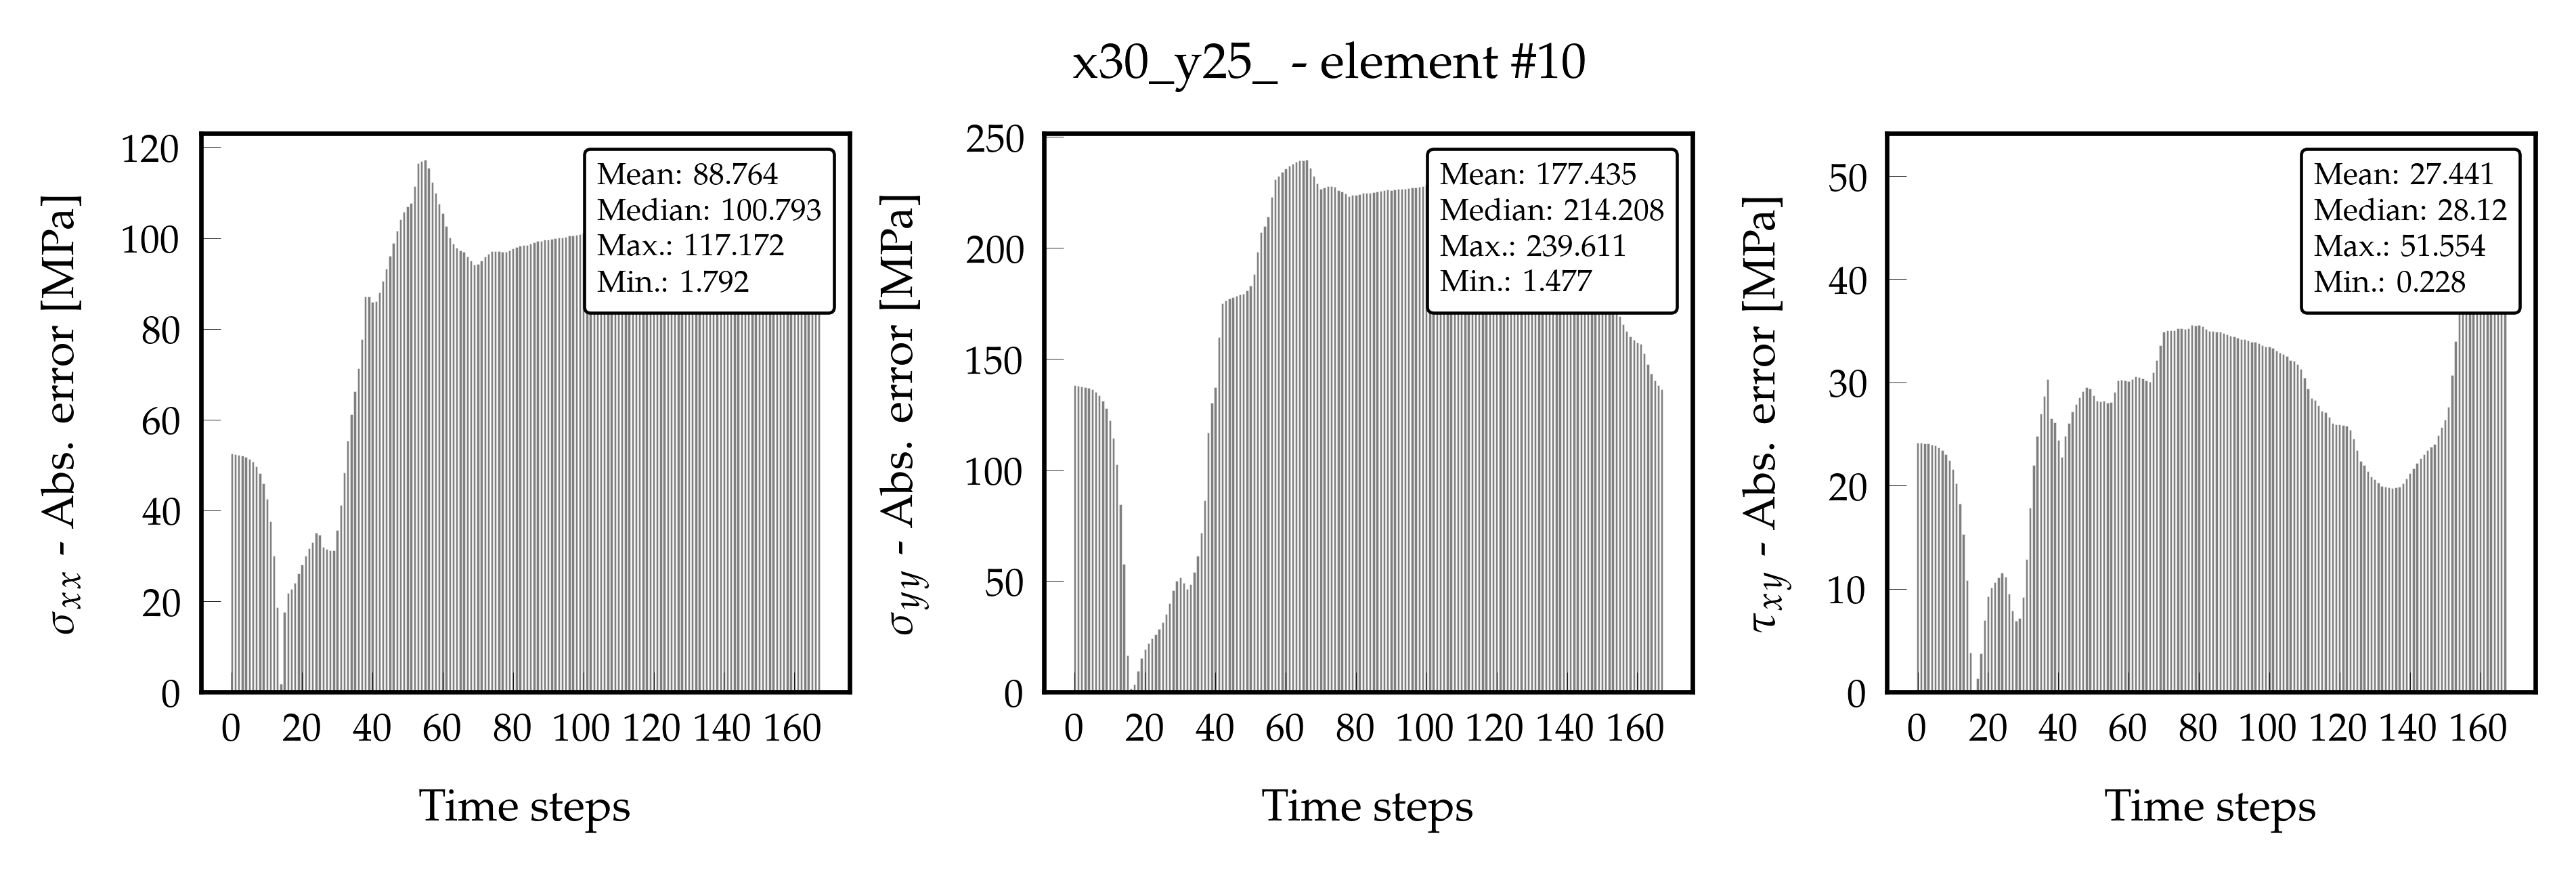 x30_y25_ - element #10
σxx - Abs. error [MPa]
120
100
80
60
40
20
0
Mean: 88.764
Median: 100.793
Max.: 117.172
Min.: 1.792
0 20 40 60 80 100 120 140 160
Time steps
σyy - Abs. error [MPa]
250
200
150
100
50
0
Mean: 177.435
Median: 214.208
Max.: 239.611
Min.: 1.477
0 20 40 60 80 100 120 140 160
Time steps
τxy - Abs. error [MPa]
50
40
30
20
10
0
Mean: 27.441
Median: 28.12
Max.: 51.554
Min.: 0.228
0 20 40 60 80 100 120 140 160
Time steps